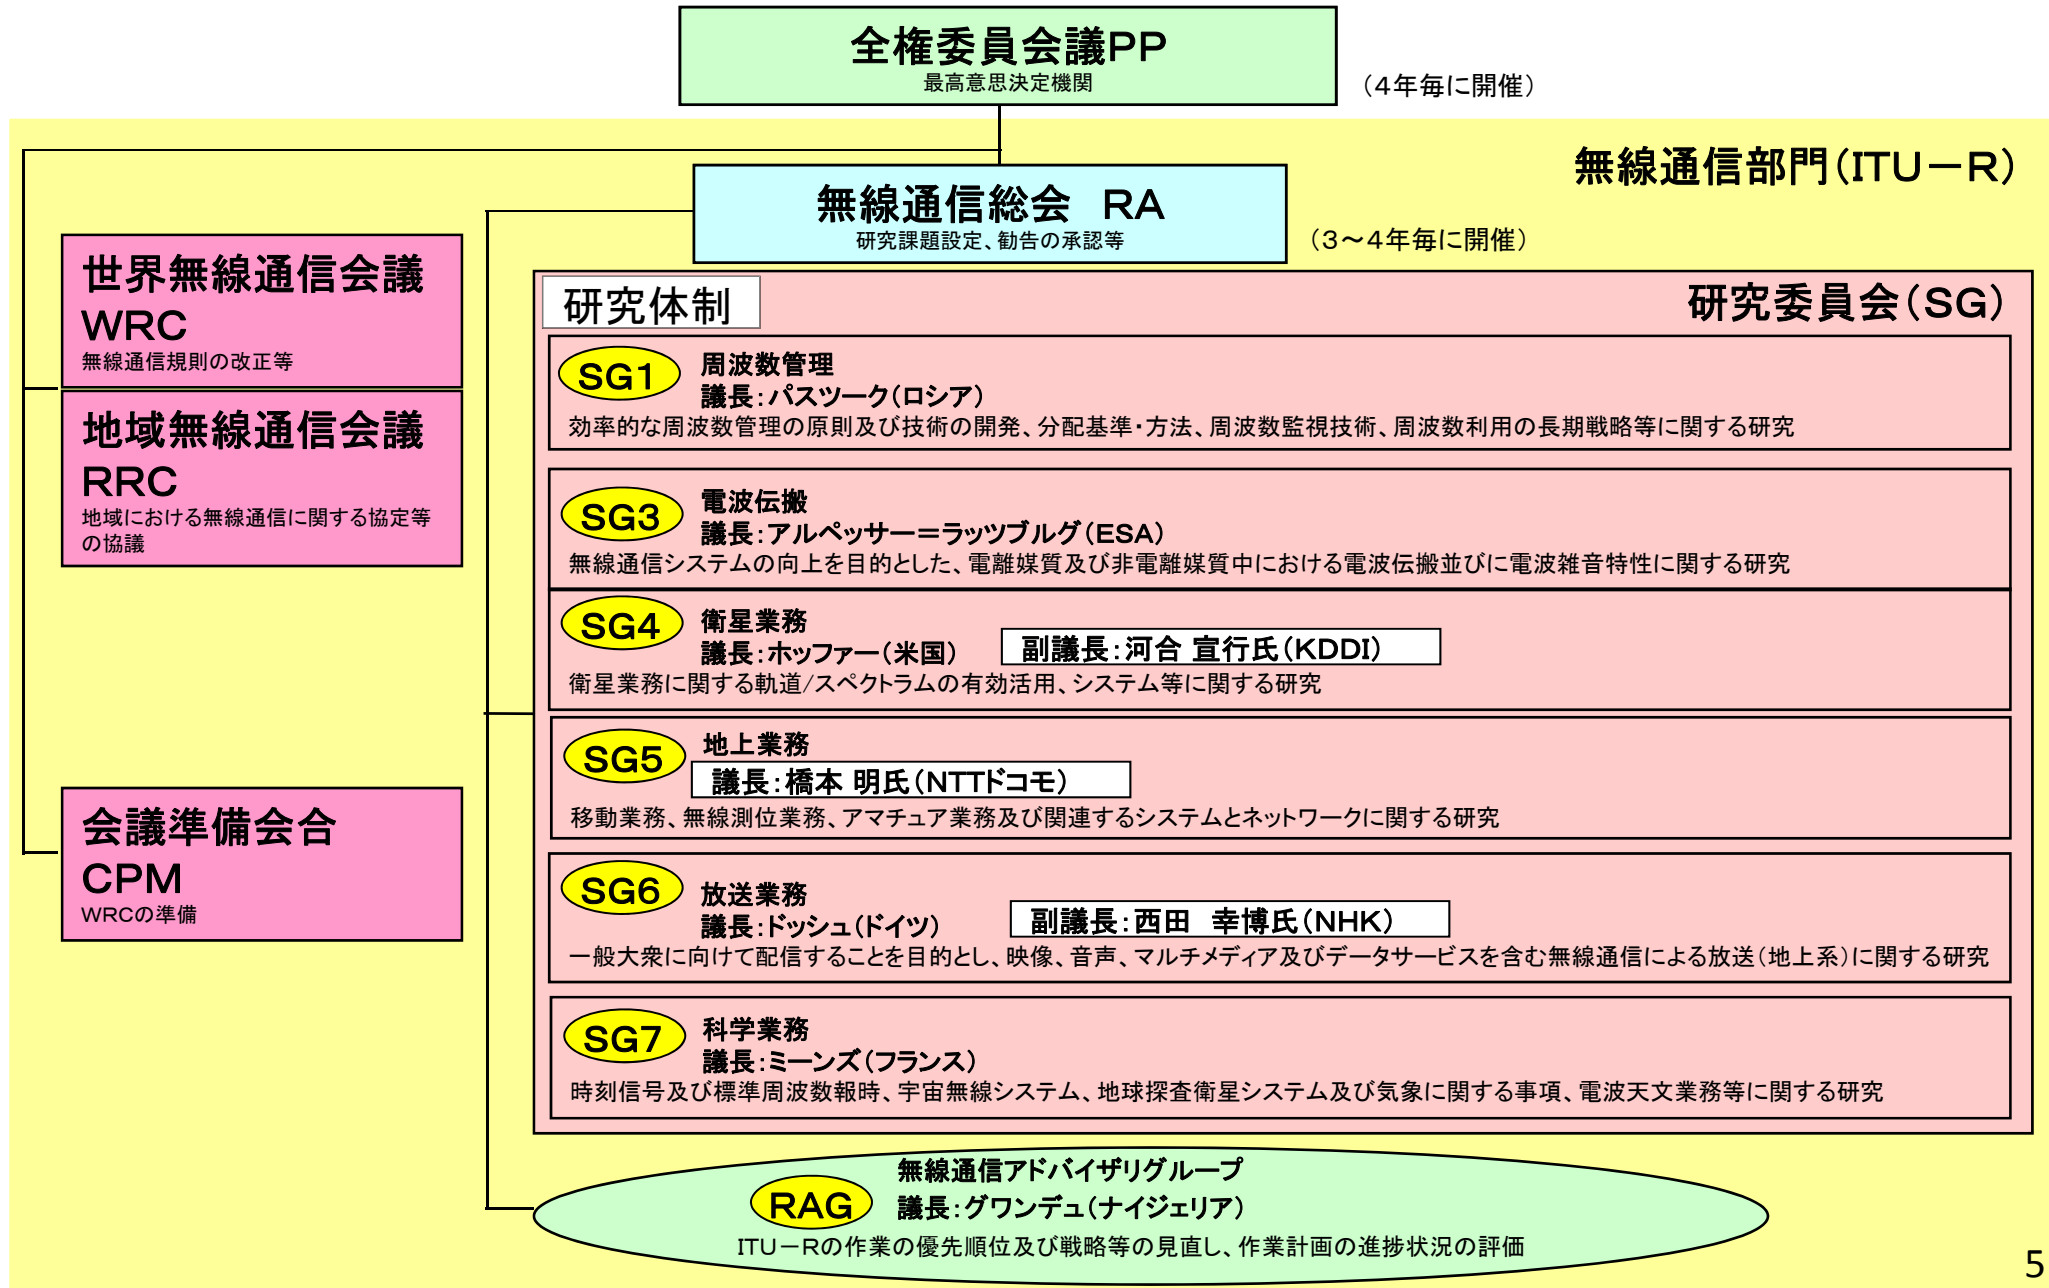 全権委員会議PP
最高意思決定機関
(4年毎に開催)
無線通信部門(ITU－R)
無線通信総会　RA
研究課題設定、勧告の承認等
(3～4年毎に開催)
世界無線通信会議
WRC
無線通信規則の改正等
地域無線通信会議
RRC
地域における無線通信に関する協定等
の協議
会議準備会合
CPM
WRCの準備
研究体制
研究委員会(SG)
SG1
周波数管理
議長：パスツーク(ロシア)
効率的な周波数管理の原則及び技術の開発、分配基準・方法、周波数監視技術、周波数利用の長期戦略等に関する研究
SG3
電波伝搬
議長：アルペッサー＝ラッツブルグ(ESA)
無線通信システムの向上を目的とした、電離媒質及び非電離媒質中における電波伝搬並びに電波雑音特性に関する研究
SG4
衛星業務
議長：ホッファー(米国)
副議長：河合 宣行氏(KDDI)
衛星業務に関する軌道/スペクトラムの有効活用、システム等に関する研究
SG5
地上業務
議長：橋本 明氏(NTTドコモ)
移動業務、無線測位業務、アマチュア業務及び関連するシステムとネットワークに関する研究
SG6
放送業務
議長：ドッシュ(ドイツ)
副議長：西田　幸博氏(NHK)
一般大衆に向けて配信することを目的とし、映像、音声、マルチメディア及びデータサービスを含む無線通信による放送(地上系)に関する研究
SG7
科学業務
議長：ミーンズ(フランス)
時刻信号及び標準周波数報時、宇宙無線システム、地球探査衛星システム及び気象に関する事項、電波天文業務等に関する研究
無線通信アドバイザリグループ
RAG
議長：グワンデュ(ナイジェリア)
ITU－Rの作業の優先順位及び戦略等の見直し、作業計画の進捗状況の評価
5